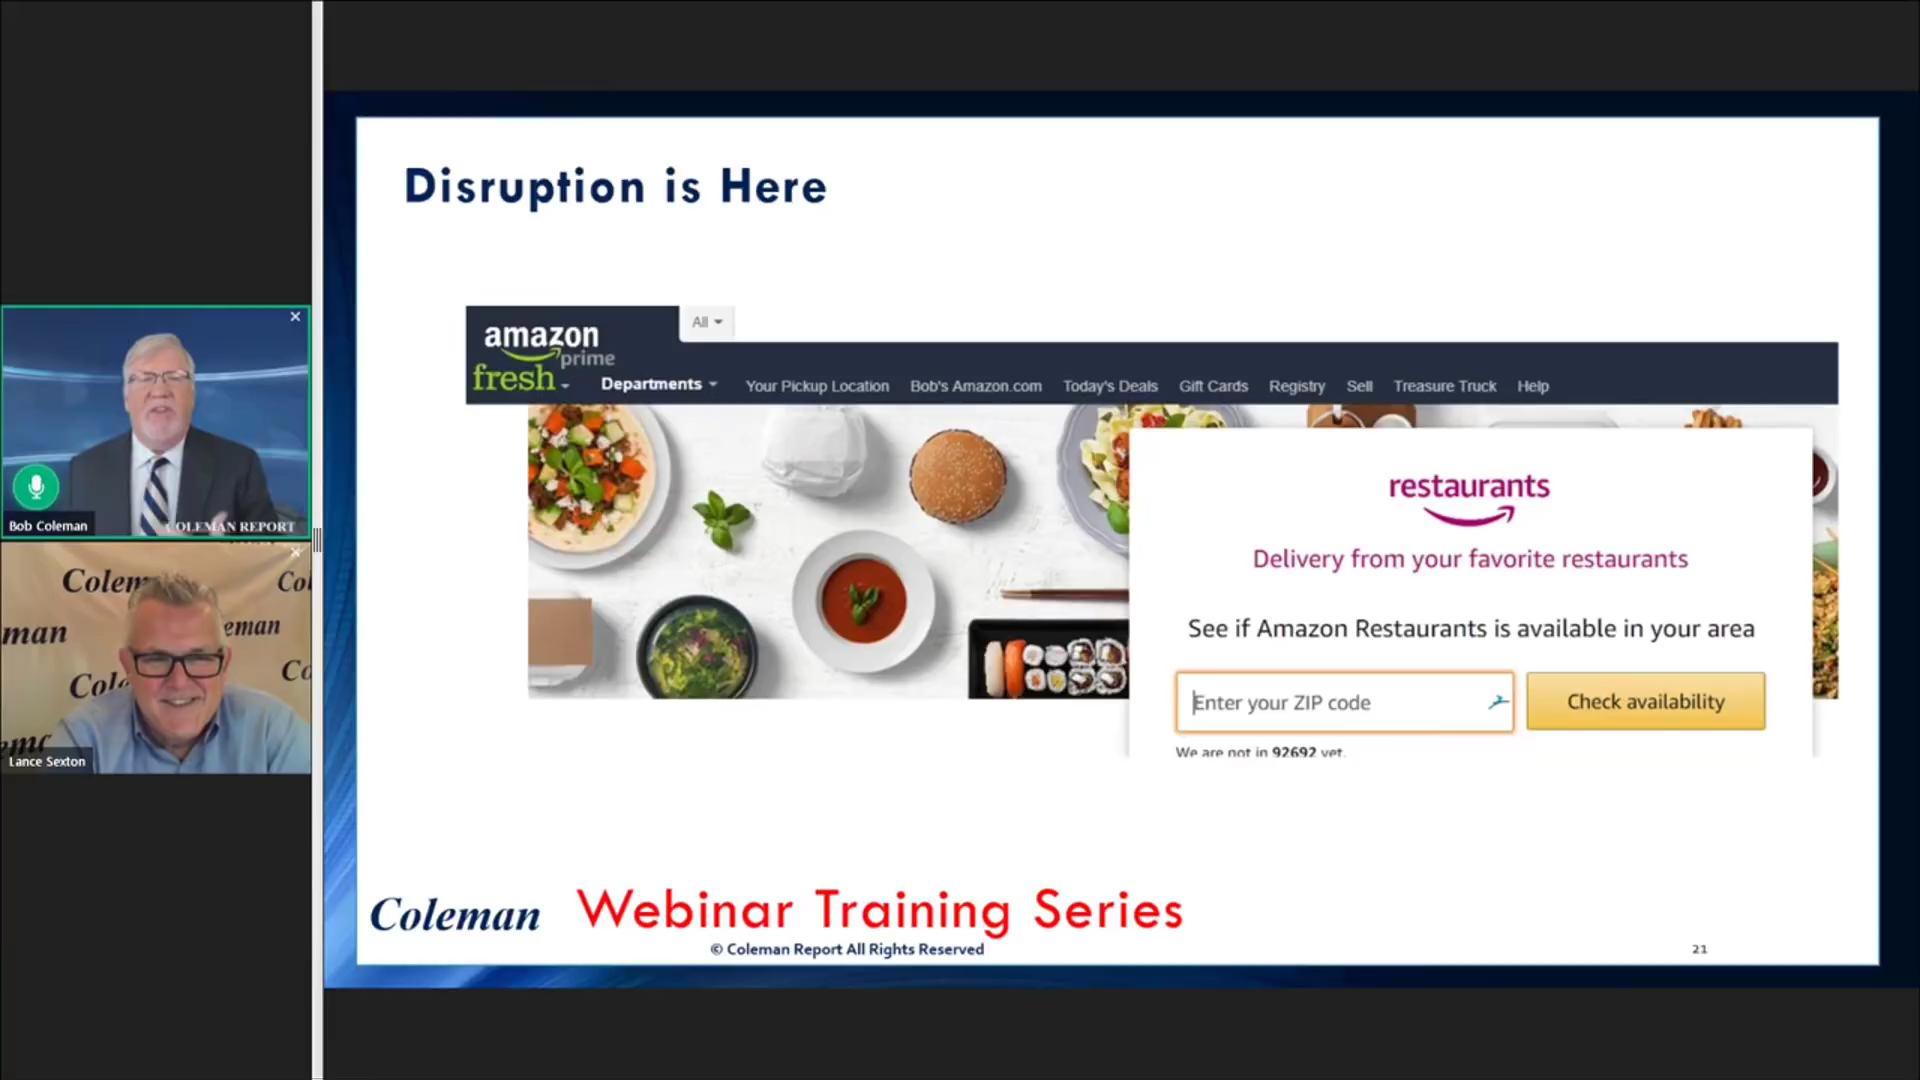 Bob Coleman
COLEMAN REPORT
Coleman
Lance Sexton
Disruption is Here
All
amazon
prime
fresh
Departments
Your Pickup Location
Bob's Amazon.com
Today's Deals
Gift Cards
Registry
Sell
Treasure Truck
Help
restaurants
Delivery from your favorite restaurants
See if Amazon Restaurants is available in your area
Enter your ZIP code
Check availability
We are not in 92692 yet.
Coleman
Webinar Training Series
© Coleman Report All Rights Reserved
21